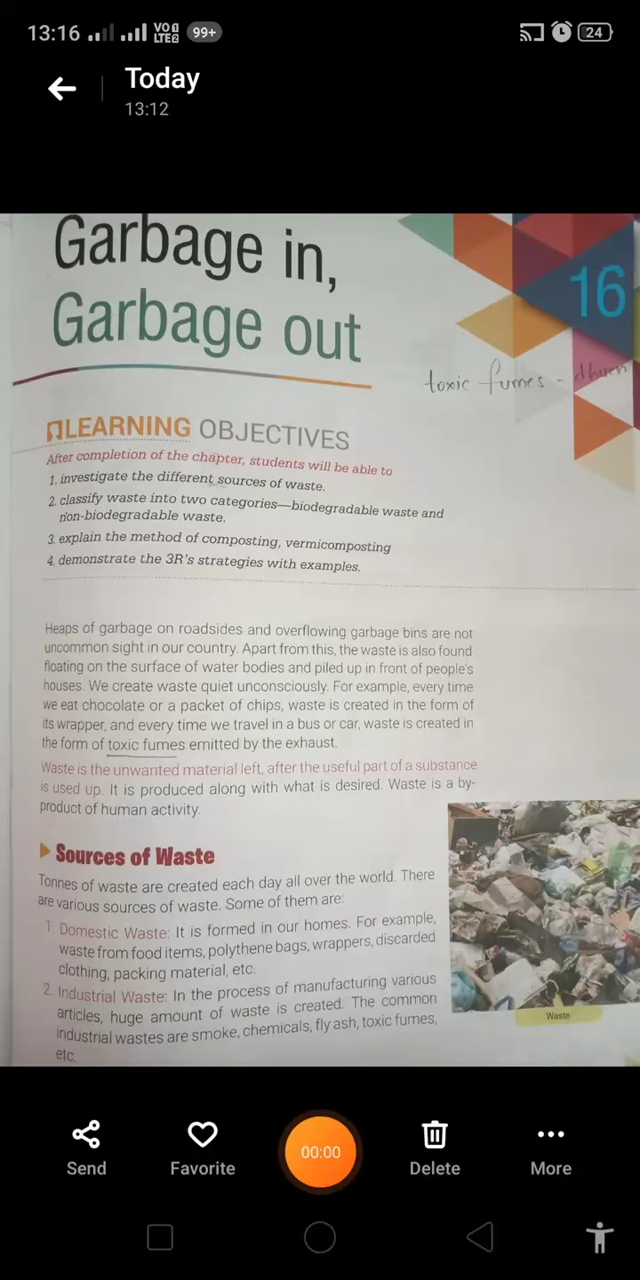 13:16 VO LTE2 99+ 24
Today
13:12
Garbage in,
Garbage out
16
toxic fumes - dhuen
LEARNING OBJECTIVES
After completion of the chapter, students will be able to
1. investigate the different sources of waste.
2. classify waste into two categories—biodegradable waste and
non-biodegradable waste.
3. explain the method of composting, vermicomposting
4. demonstrate the 3R's strategies with examples.
Heaps of garbage on roadsides and overflowing garbage bins are not
uncommon sight in our country. Apart from this, the waste is also found
floating on the surface of water bodies and piled up in front of people's
houses. We create waste quiet unconsciously. For example, every time
we eat chocolate or a packet of chips, waste is created in the form of
its wrapper, and every time we travel in a bus or car, waste is created in
the form of toxic fumes emitted by the exhaust.
Waste is the unwanted material left, after the useful part of a substance
is used up. It is produced along with what is desired. Waste is a by-
product of human activity.
Sources of Waste
Tonnes of waste are created each day all over the world. There
are various sources of waste. Some of them are:
1. Domestic Waste: It is formed in our homes. For example,
waste from food items, polythene bags, wrappers, discarded
clothing, packing material, etc.
2. Industrial Waste: In the process of manufacturing various
articles, huge amount of waste is created. The common
industrial wastes are smoke, chemicals, fly ash, toxic fumes,
etc.
Waste
00:00
Send Favorite Delete More